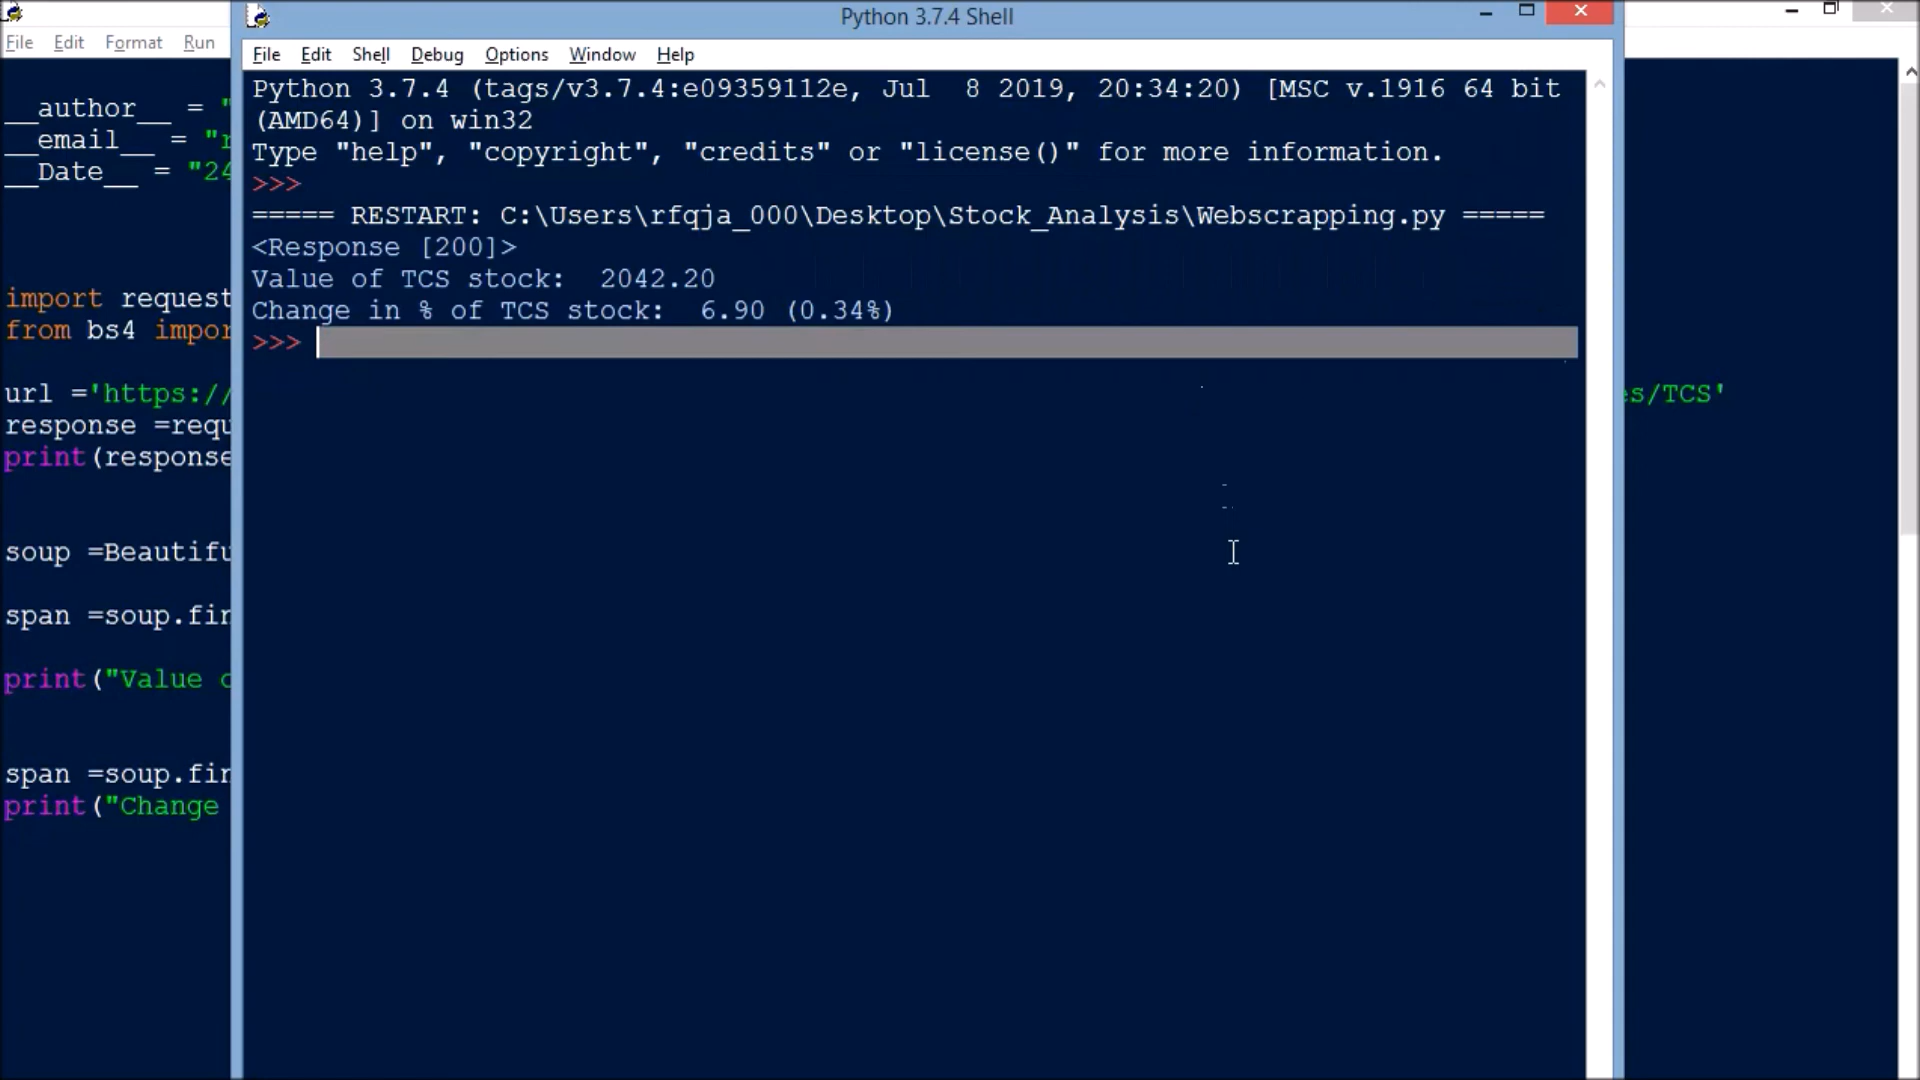 Python 3.7.4 Shell
File Edit Format Run
File Edit Shell Debug Options Window Help
Python 3.7.4 (tags/v3.7.4:e09359112e, Jul  8 2019, 20:34:20) [MSC v.1916 64 bit
(AMD64)] on win32
Type "help", "copyright", "credits" or "license()" for more information.
>>>
===== RESTART: C:\Users\rfqja_000\Desktop\Stock_Analysis\Webscrapping.py =====
<Response [200]>
Value of TCS stock:  2042.20
Change in % of TCS stock:  6.90 (0.34%)
>>>
__author__ = "
__email__ = "r
__Date__ = "24
import request
from bs4 impor
url ='https://
es/TCS'
response =requ
print(response
soup =Beautifu
span =soup.fin
print("Value o
span =soup.fin
print("Change